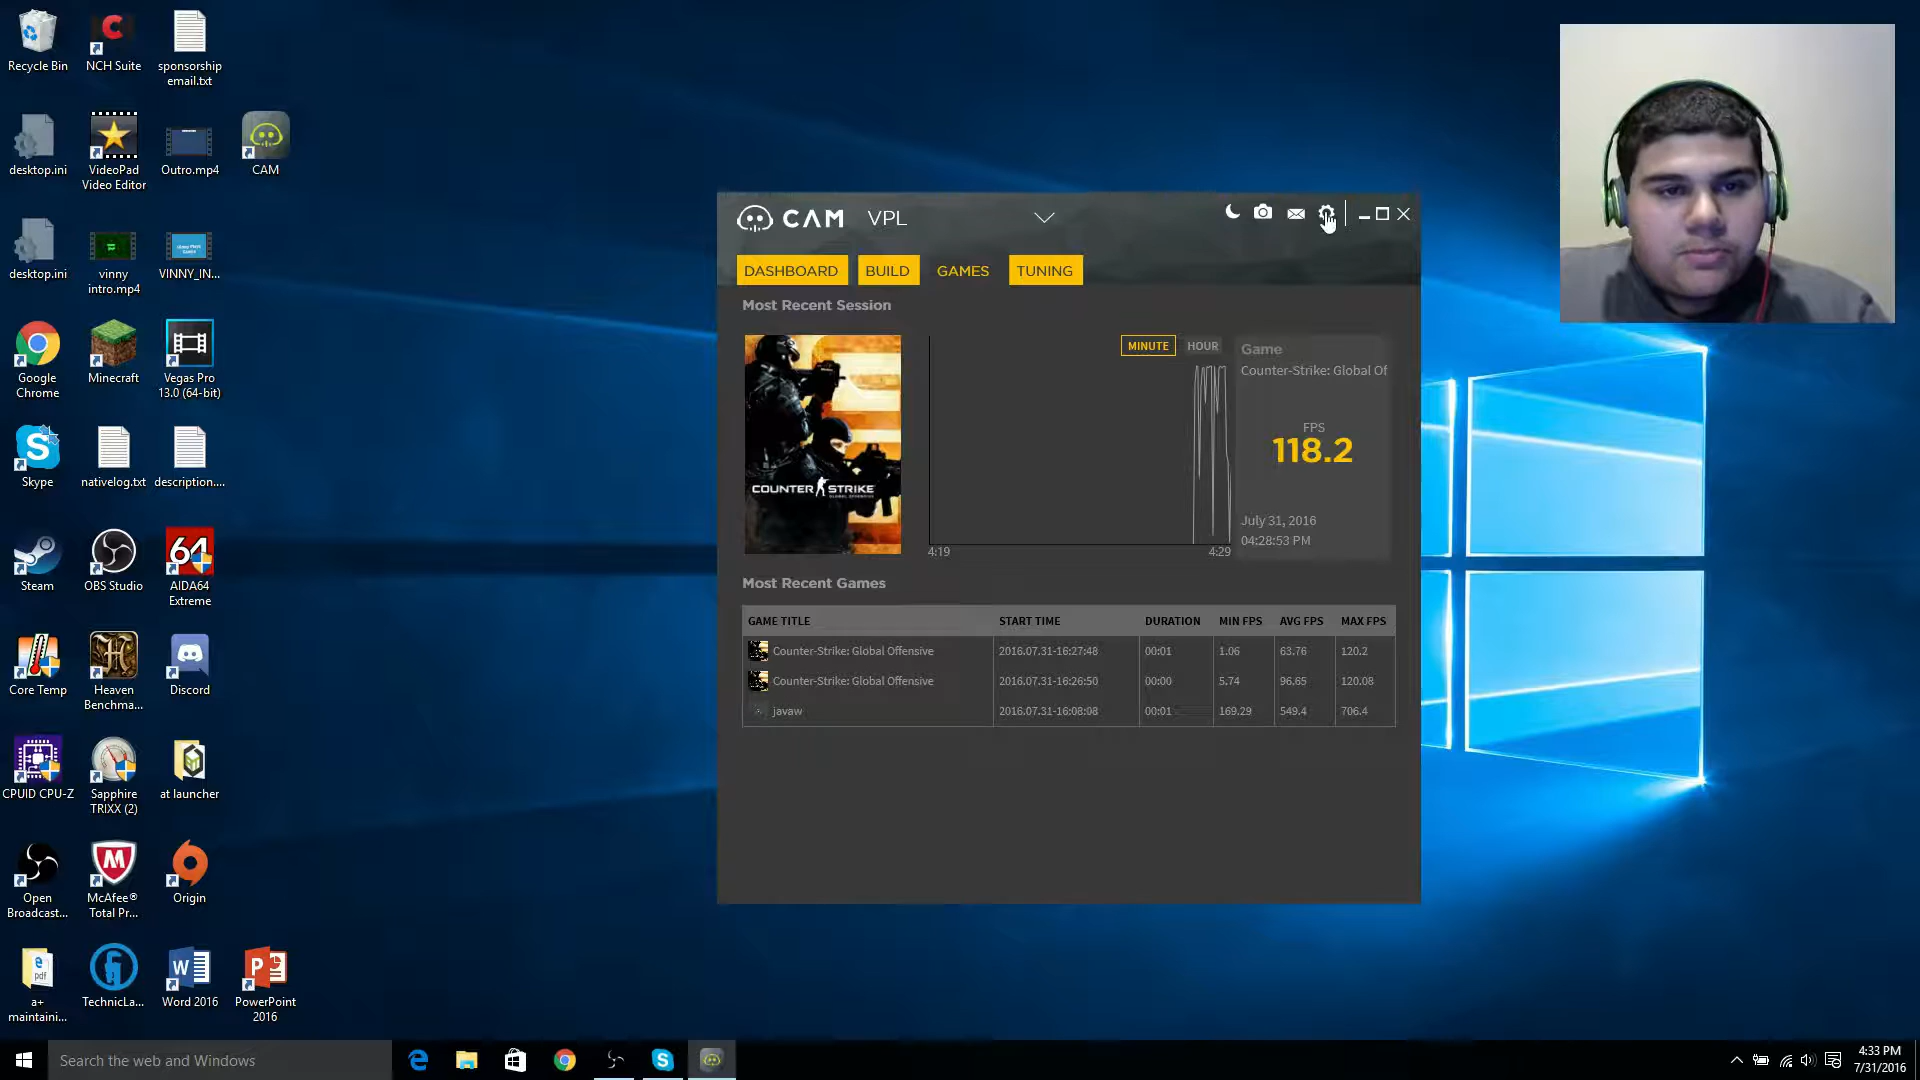 Recycle Bin
NCH Suite
sponsorship
email.txt
desktop.ini
VideoPad
Video Editor
Outro.mp4
CAM
desktop.ini
vinny
intro.mp4
VINNY_IN...
Google
Chrome
Minecraft
Vegas Pro
13.0 (64-bit)
Skype
nativelog.txt
description....
Steam
OBS Studio
64
AIDA64
Extreme
Core Temp
Heaven
Benchma...
Discord
CPUID CPU-Z
Sapphire
TRIXX (2)
at launcher
Open
Broadcast...
McAfee®
Total Pr...
Origin
pdf
a+
maintaini...
TechnicLa...
Word 2016
PowerPoint
2016
CAM VPL
DASHBOARD BUILD GAMES TUNING
Most Recent Session
COUNTER STRIKE
GLOBAL OFFENSIVE
MINUTE HOUR
4:19 4:29
Game
Counter-Strike: Global Of
FPS
118.2
July 31, 2016
04:28:53 PM
Most Recent Games
GAME TITLE START TIME DURATION MIN FPS AVG FPS MAX FPS
Counter-Strike: Global Offensive 2016.07.31-16:27:48 00:01 1.06 63.76 120.2
Counter-Strike: Global Offensive 2016.07.31-16:26:50 00:00 5.74 96.65 120.08
javaw 2016.07.31-16:08:08 00:01 169.29 549.4 706.4
Search the web and Windows
4:33 PM
7/31/2016